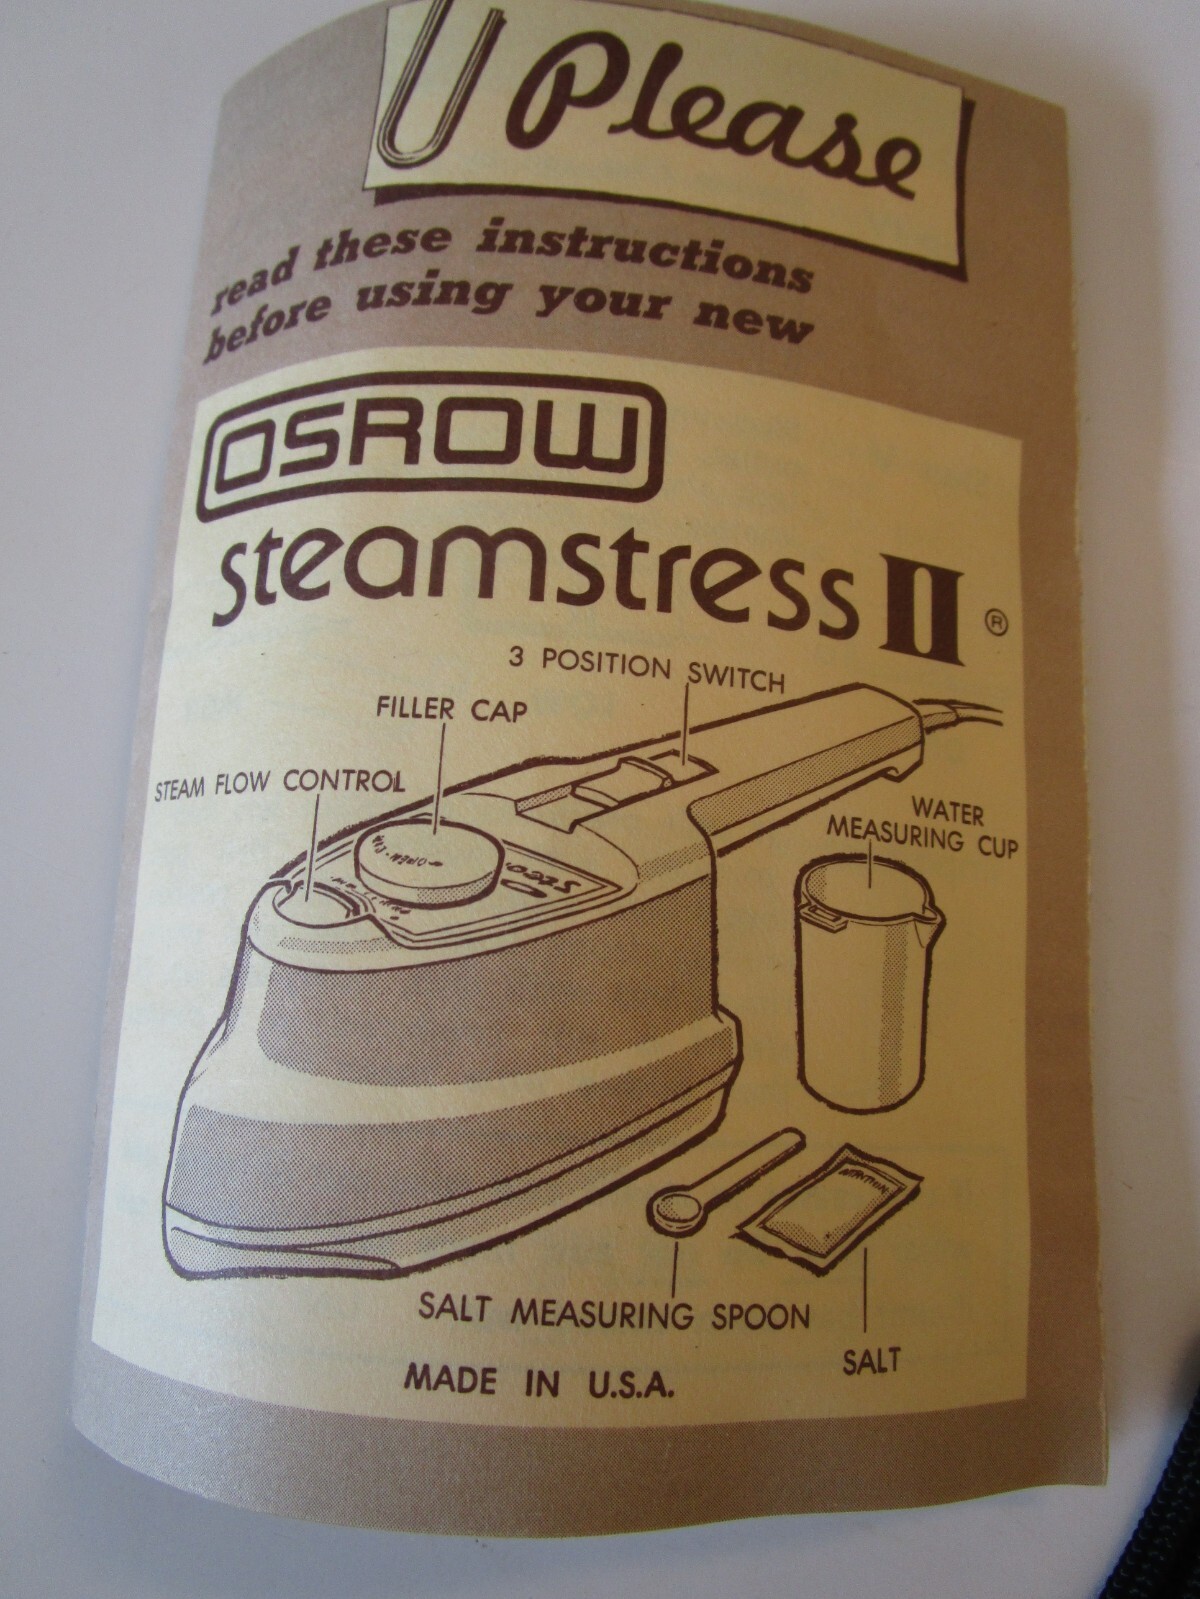 Please
read these instructions
before using your new
OSROW
steamstress II ®
3 POSITION SWITCH
FILLER CAP
STEAM FLOW CONTROL
WATER
MEASURING CUP
OPEN
SALT MEASURING SPOON
SALT
MADE IN U.S.A.